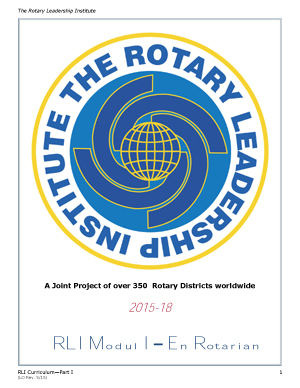 The Rotary Leadership Institute
THE ROTARY LEADERSHIP INSTITUTE
A Joint Project of over 350 Rotary Districts worldwide
2015-18
RLI Modul I – En Rotarian
RLI Curriculum—Part I 1